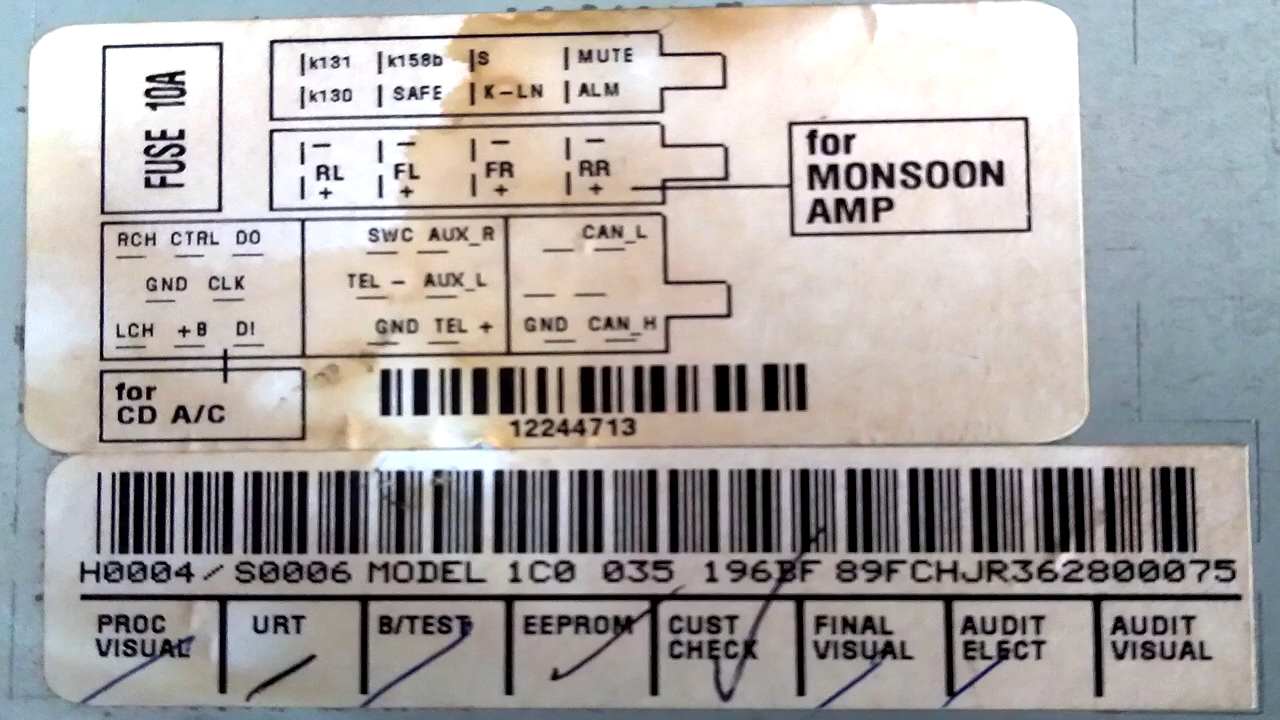 FUSE 10A
k131 k158b S MUTE
k130 SAFE K-LN ALM
RL FL FR RR
+ + + +
for
MONSOON
AMP
RCH CTRL DO SWC AUX_R CAN_L
GND CLK TEL - AUX_L
LCH +B DI GND TEL + GND CAN_H
for
CD A/C
12244713
H0004/S0006 MODEL 1C0 035 196BF 89FCHJR362800075
PROC VISUAL
URT
B/TEST
EEPROM
CUST CHECK
FINAL VISUAL
AUDIT ELECT
AUDIT VISUAL